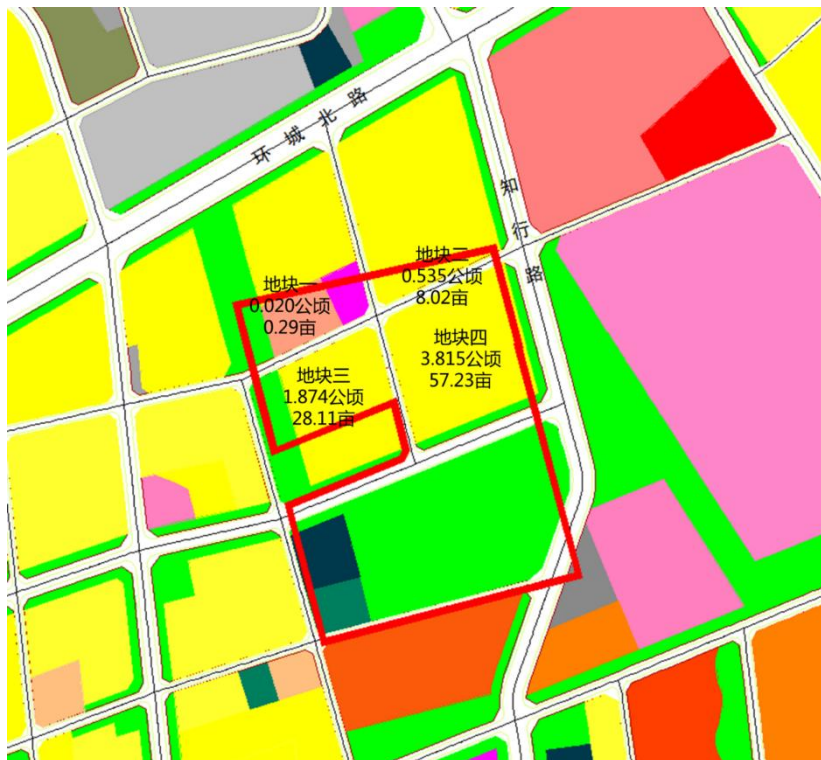 环城北路
知行路
地块一
0.020公顷
0.29亩
地块二
0.535公顷
8.02亩
地块三
1.874公顷
28.11亩
地块四
3.815公顷
57.23亩